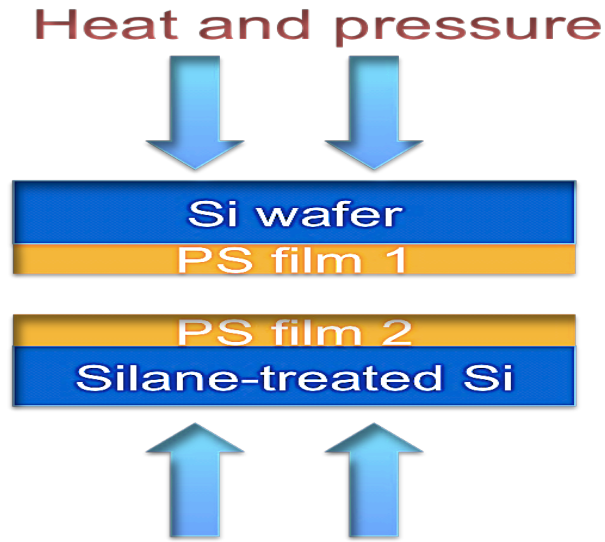 Heat and pressure
Si wafer
PS film 1
PS film 2
Silane-treated Si